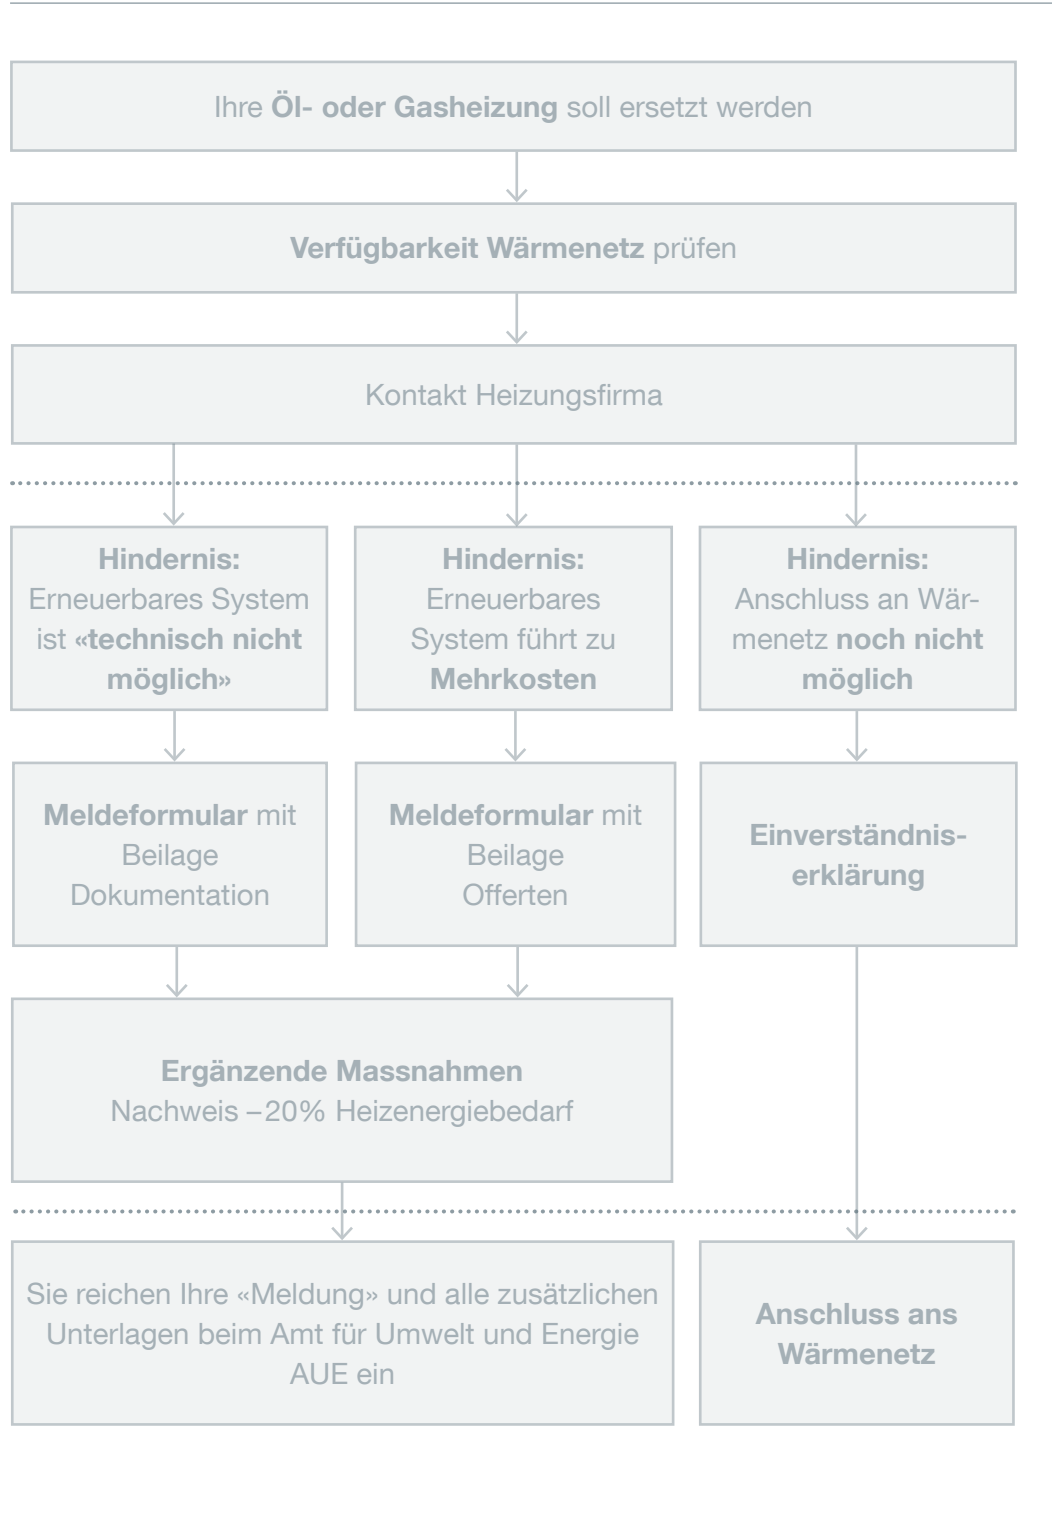 Ihre Öl- oder Gasheizung soll ersetzt werden
Verfügbarkeit Wärmenetz prüfen
Kontakt Heizungsfirma
Hindernis:
Erneuerbares System
ist «technisch nicht
möglich»
Hindernis:
Erneuerbares
System führt zu
Mehrkosten
Hindernis:
Anschluss an Wär-
menetz noch nicht
möglich
Meldeformular mit
Beilage
Dokumentation
Meldeformular mit
Beilage
Offerten
Einverständnis-
erklärung
Ergänzende Massnahmen
Nachweis –20% Heizenergiebedarf
Sie reichen Ihre «Meldung» und alle zusätzlichen
Unterlagen beim Amt für Umwelt und Energie
AUE ein
Anschluss ans
Wärmenetz